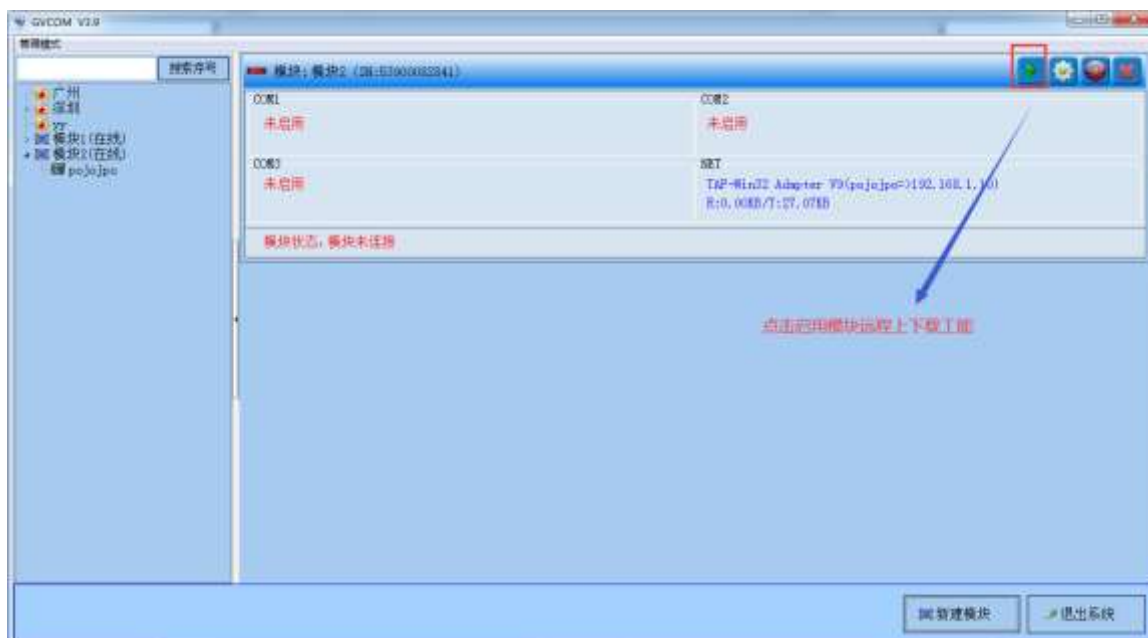 GVCOM V3.9
搜索序号
模块: 模块2 (SN:53900082341)
广州
深圳
yy
模块1(在线)
模块2(在线)
pojojpo
COM1
未启用
COM2
未启用
COM3
未启用
NET
TAP-Win32 Adapter V9(pojojpo=>192.168.1.10)
R:0.00KB/T:27.07KB
模块状态: 模块未连接
点击启用模块远程上下载工能
新建模块
退出系统